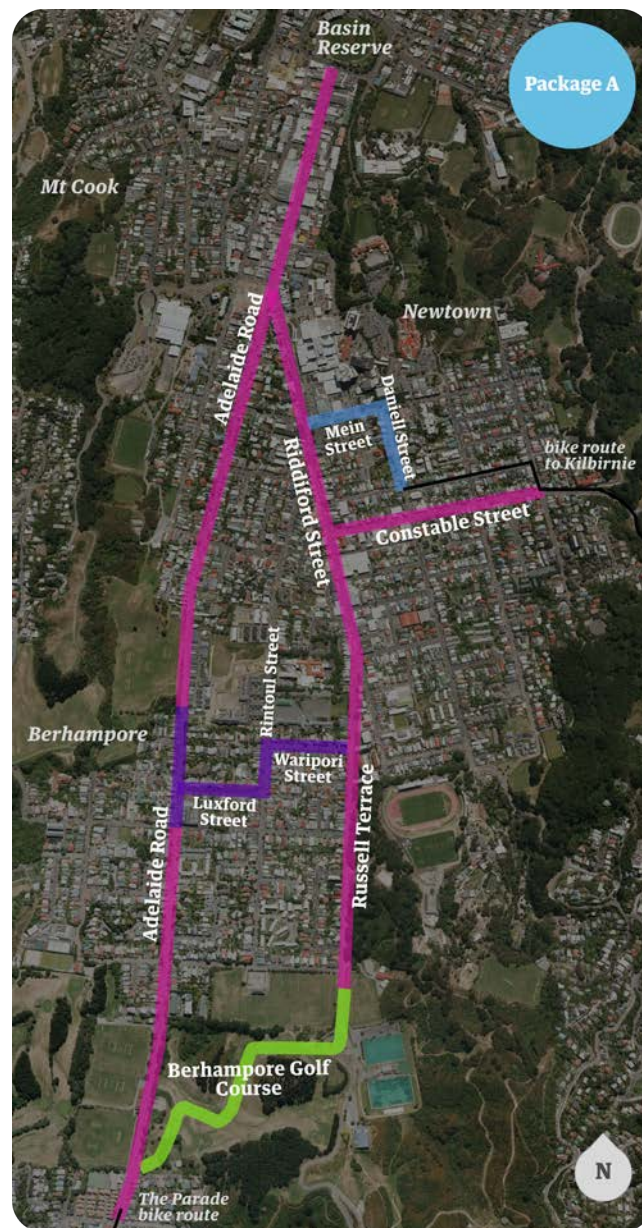 Basin
Reserve
Package A
Mt Cook
Newtown
Adelaide Road
Daniell Street
Mein
Street
Riddiford Street
bike route
to Kilbirnie
Constable Street
Rintoul Street
Berhampore
Waripori
Street
Luxford
Street
Adelaide Road
Russell Terrace
Berhampore Golf
Course
The Parade
bike route
N